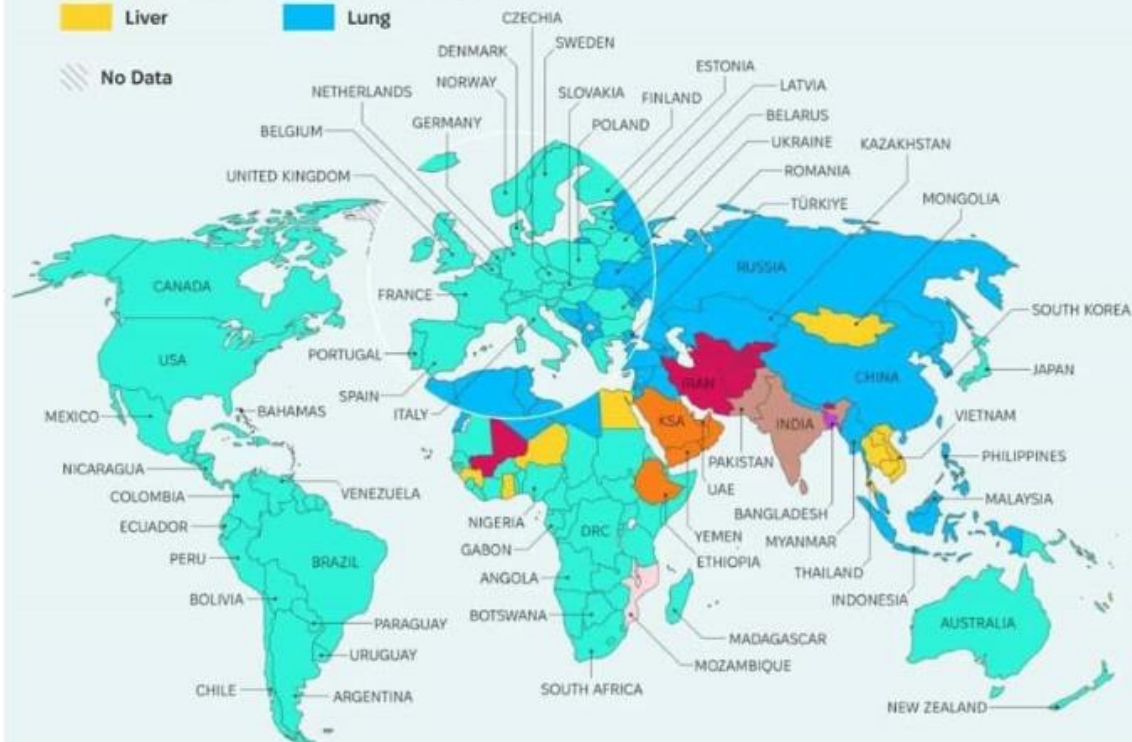 Liver
Lung
No Data
CZECHIA
SWEDEN
DENMARK
NORWAY
NETHERLANDS
GERMANY
BELGIUM
UNITED KINGDOM
SLOVAKIA
POLAND
FINLAND
ESTONIA
LATVIA
BELARUS
UKRAINE
ROMANIA
TÜRKIYE
KAZAKHSTAN
MONGOLIA
CANADA
FRANCE
RUSSIA
SOUTH KOREA
USA
PORTUGAL
SPAIN
ITALY
IRAN
CHINA
JAPAN
MEXICO
BAHAMAS
KSA
INDIA
VIETNAM
NICARAGUA
VENEZUELA
PAKISTAN
PHILIPPINES
COLOMBIA
UAE
MALAYSIA
ECUADOR
NIGERIA
DRC
YEMEN
BANGLADESH
PERU
BRAZIL
GABON
ETHIOPIA
MYANMAR
THAILAND
BOLIVIA
ANGOLA
INDONESIA
PARAGUAY
BOTSWANA
MADAGASCAR
AUSTRALIA
URUGUAY
MOZAMBIQUE
CHILE
ARGENTINA
SOUTH AFRICA
NEW ZEALAND